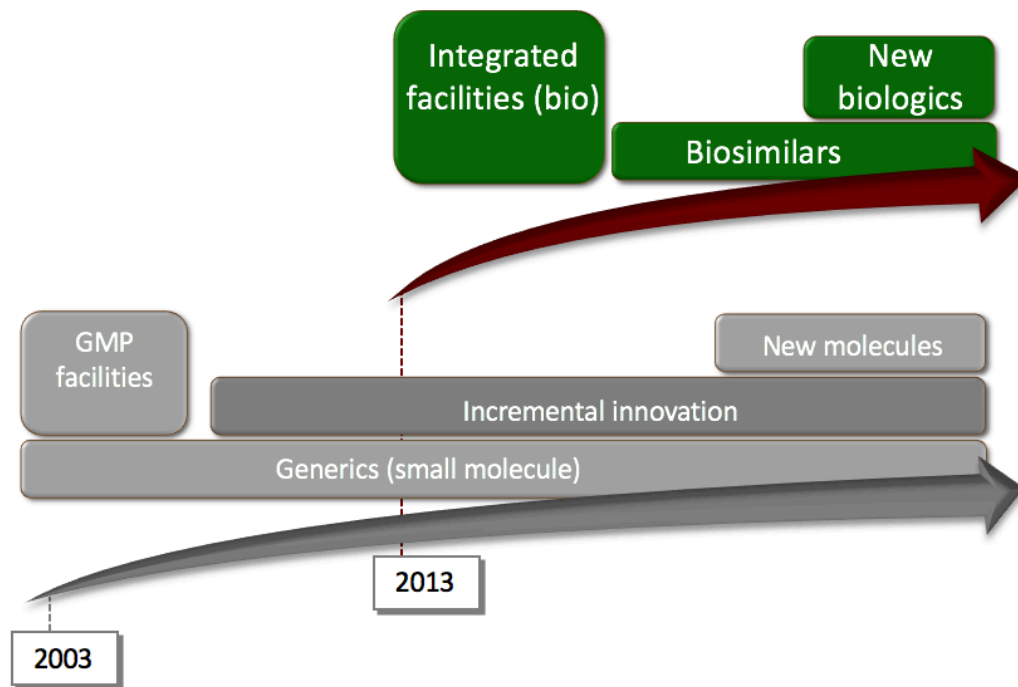 Integrated
facilities (bio)
New
biologics
Biosimilars
GMP
facilities
New molecules
Incremental innovation
Generics (small molecule)
2013
2003